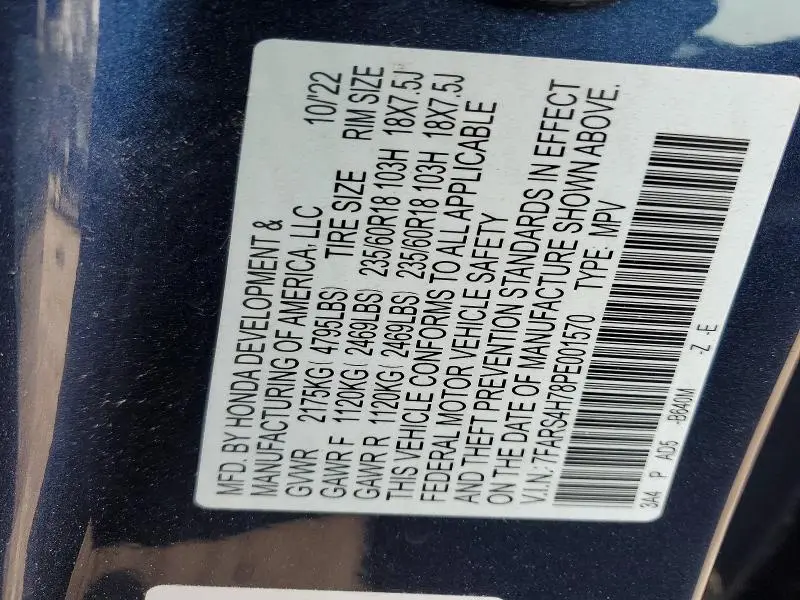 MFD. BY HONDA DEVELOPMENT &
MANUFACTURING OF AMERICA, LLC 10/'22
GVWR 2175KG( 4795LBS) TIRE SIZE RIM SIZE
GAWR F 1120KG( 2469LBS) 235/60R18 103H 18X7.5J
GAWR R 1120KG( 2469LBS) 235/60R18 103H 18X7.5J
THIS VEHICLE CONFORMS TO ALL APPLICABLE
FEDERAL MOTOR VEHICLE SAFETY
AND THEFT PREVENTION STANDARDS IN EFFECT
ON THE DATE OF MANUFACTURE SHOWN ABOVE.
V.I.N.: 7FARS4H78PE001570 TYPE: MPV
3A4 P AD5 -B640M -Z -E